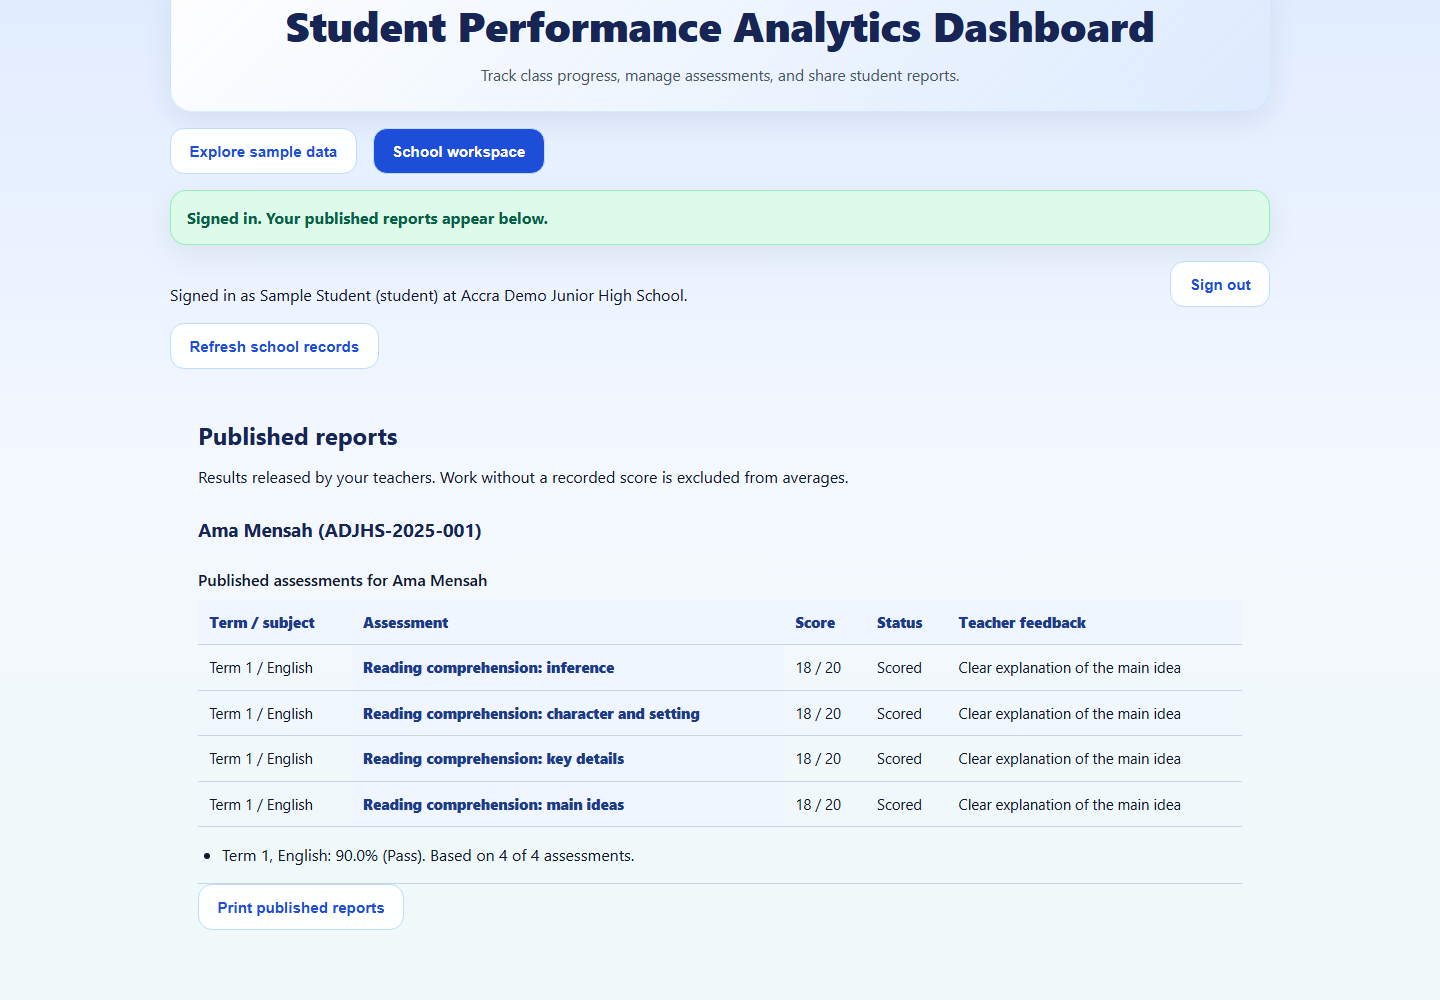 Student Performance Analytics Dashboard
Track class progress, manage assessments, and share student reports.
Explore sample data
School workspace
Signed in. Your published reports appear below.
Signed in as Sample Student (student) at Accra Demo Junior High School.
Sign out
Refresh school records
Published reports
Results released by your teachers. Work without a recorded score is excluded from averages.
Ama Mensah (ADJHS-2025-001)
Published assessments for Ama Mensah
Term / subject Assessment Score Status Teacher feedback
Term 1 / English Reading comprehension: inference 18 / 20 Scored Clear explanation of the main idea
Term 1 / English Reading comprehension: character and setting 18 / 20 Scored Clear explanation of the main idea
Term 1 / English Reading comprehension: key details 18 / 20 Scored Clear explanation of the main idea
Term 1 / English Reading comprehension: main ideas 18 / 20 Scored Clear explanation of the main idea
• Term 1, English: 90.0% (Pass). Based on 4 of 4 assessments.
Print published reports